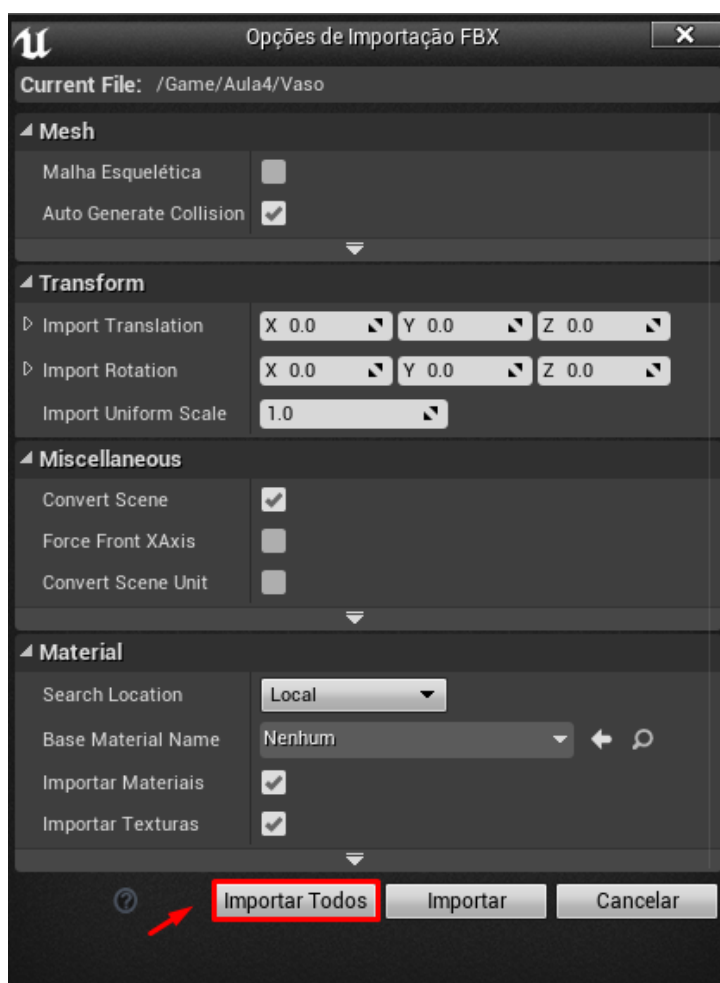 Opções de Importação FBX
Current File: /Game/Aula4/Vaso
Mesh
Malha Esquelética
Auto Generate Collision
Transform
Import Translation X 0.0 Y 0.0 Z 0.0
Import Rotation X 0.0 Y 0.0 Z 0.0
Import Uniform Scale 1.0
Miscellaneous
Convert Scene
Force Front XAxis
Convert Scene Unit
Material
Search Location Local
Base Material Name Nenhum
Importar Materiais
Importar Texturas
Importar Todos Importar Cancelar